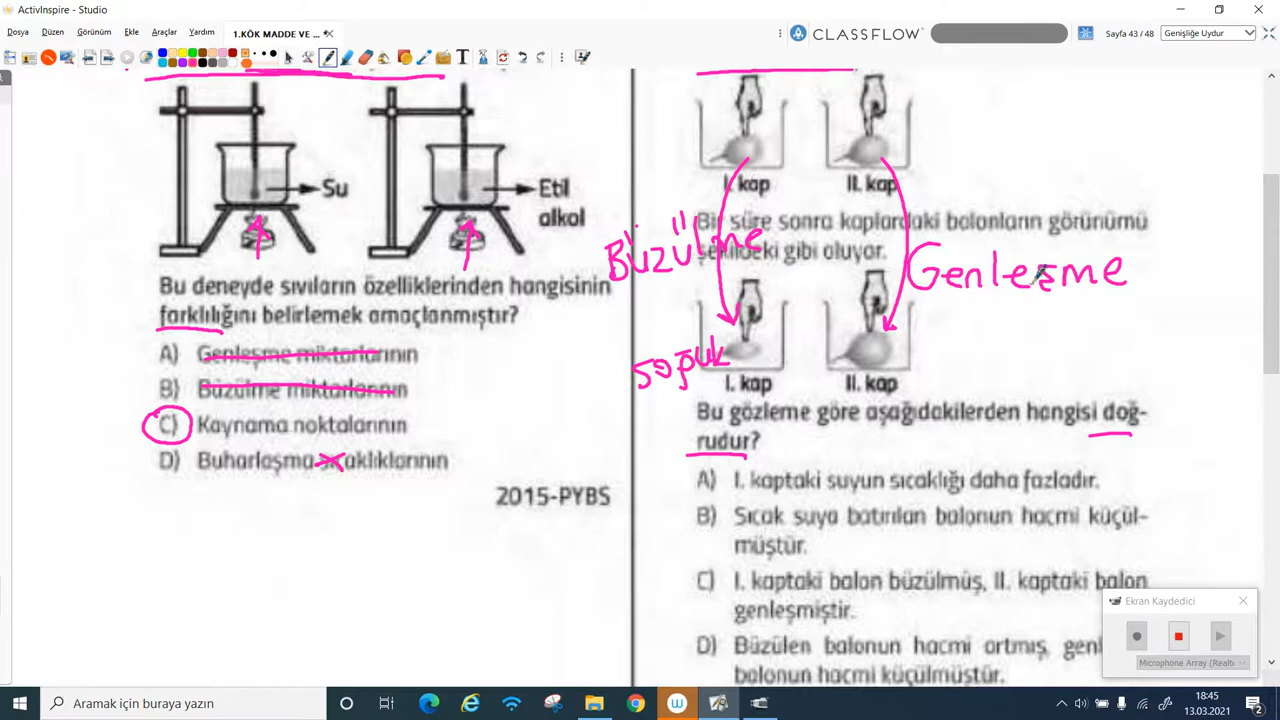 ActivInspire - Studio
Dosya Düzen Görünüm Ekle Araçlar Yardım
1.KÖK MADDE VE ...
CLASSFLOW
Sayfa 43 / 48
Genişliğe Uydur
Su
Etil
alkol
Bu deneyde sıvıların özelliklerinden hangisinin
farklılığını belirlemek amaçlanmıştır?
A) Genleşme miktarlarının
B) Büzülme miktarlarının
C) Kaynama noktalarının
D) Buharlaşma sıcaklıklarının
2015-PYBS
I. kap
II. kap
Bir süre sonra kaplardaki balonların görünümü
şekildeki gibi oluyor.
Büzülme
Genleşme
soğuk
I. kap
II. kap
Bu gözleme göre aşağıdakilerden hangisi doğ-
rudur?
A) I. kaptaki suyun sıcaklığı daha fazladır.
B) Sıcak suya batırılan balonun hacmi küçül-
müştür.
C) I. kaptaki balon büzülmüş, II. kaptaki balon
genleşmiştir.
D) Büzülen balonun hacmi artmış, genl
balonun hacmi küçülmüştür.
Ekran Kaydedici
Microphone Array (Realt
Aramak için buraya yazın
18:45
13.03.2021
2